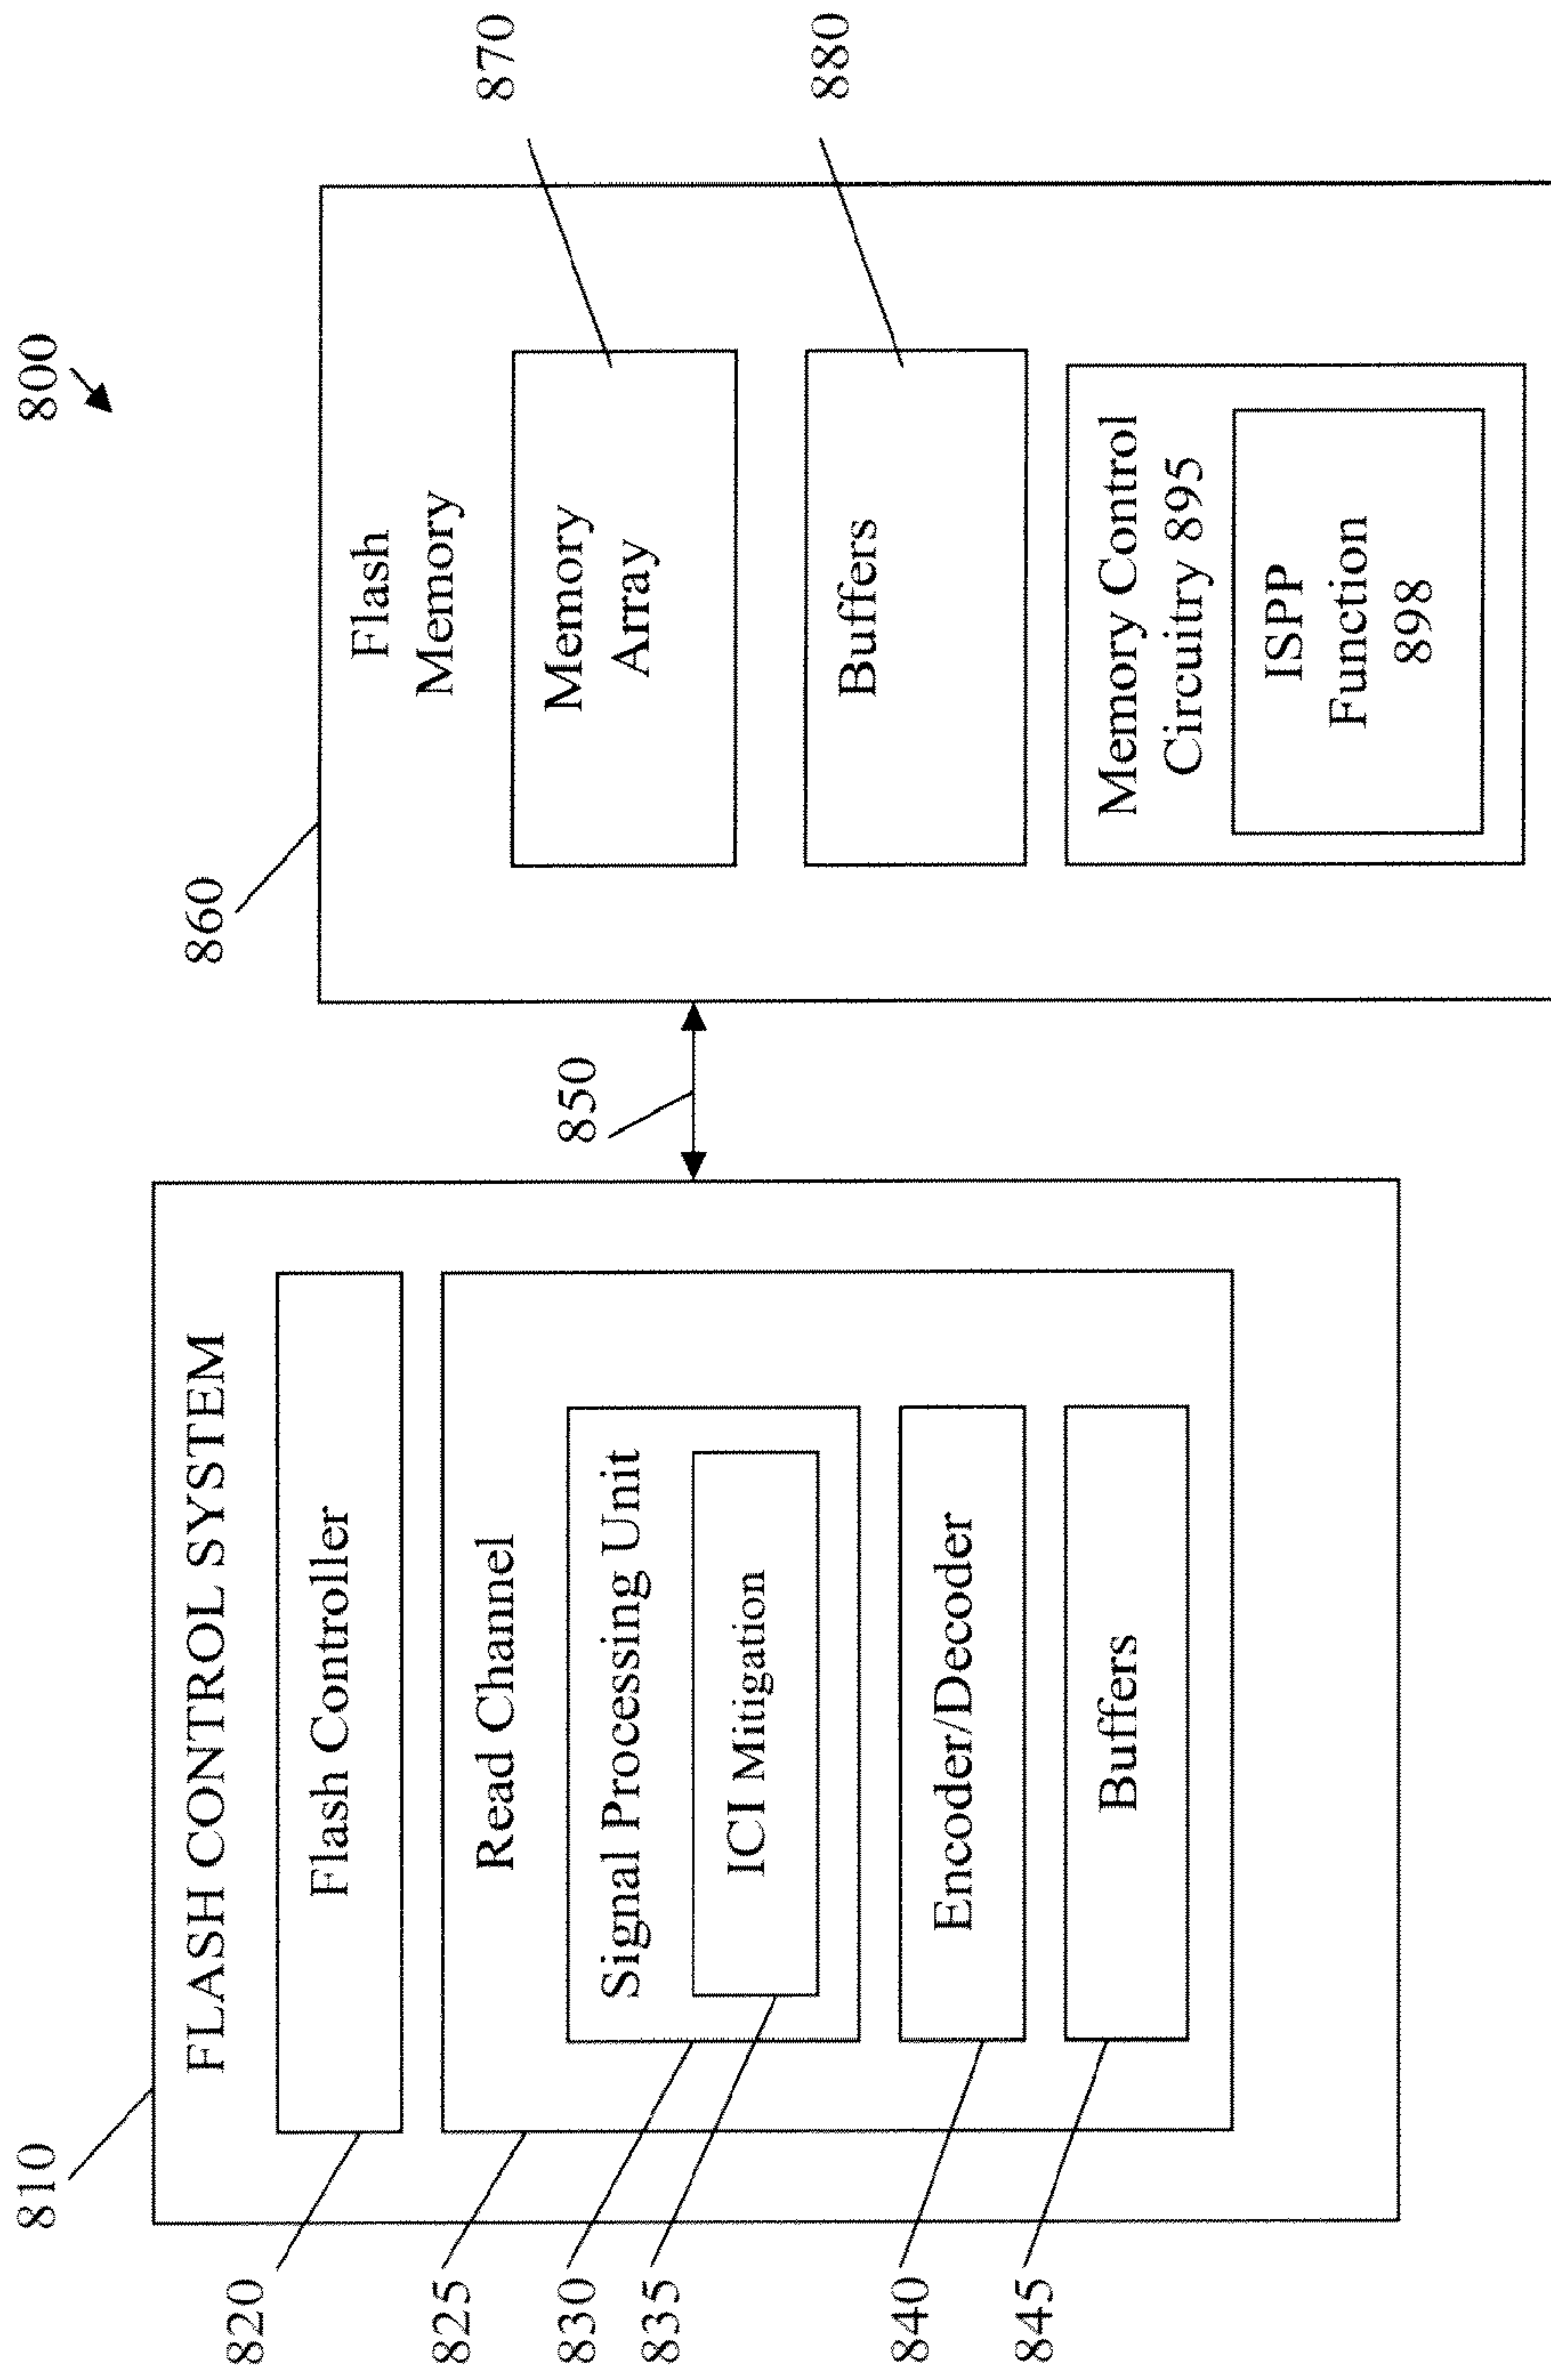 800
810
FLASH CONTROL SYSTEM
820
Flash Controller
825
Read Channel
830
Signal Processing Unit
835
ICI Mitigation
840
Encoder/Decoder
845
Buffers
850
860
Flash
Memory
870
Memory
Array
880
Buffers
Memory Control
Circuitry 895
ISPP
Function
898